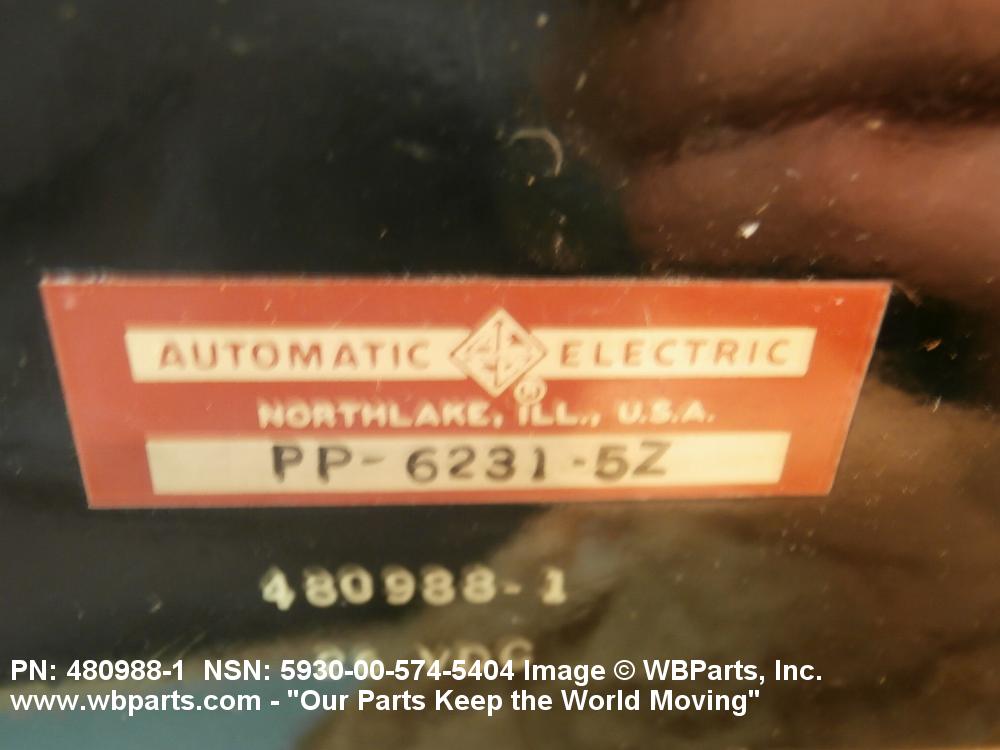 AUTOMATIC ELECTRIC
®
NORTHLAKE, ILL., U.S.A.
PP-6231-5Z
480988-1
VDC
PN: 480988-1 NSN: 5930-00-574-5404 Image © WBParts, Inc.
www.wbparts.com - "Our Parts Keep the World Moving"